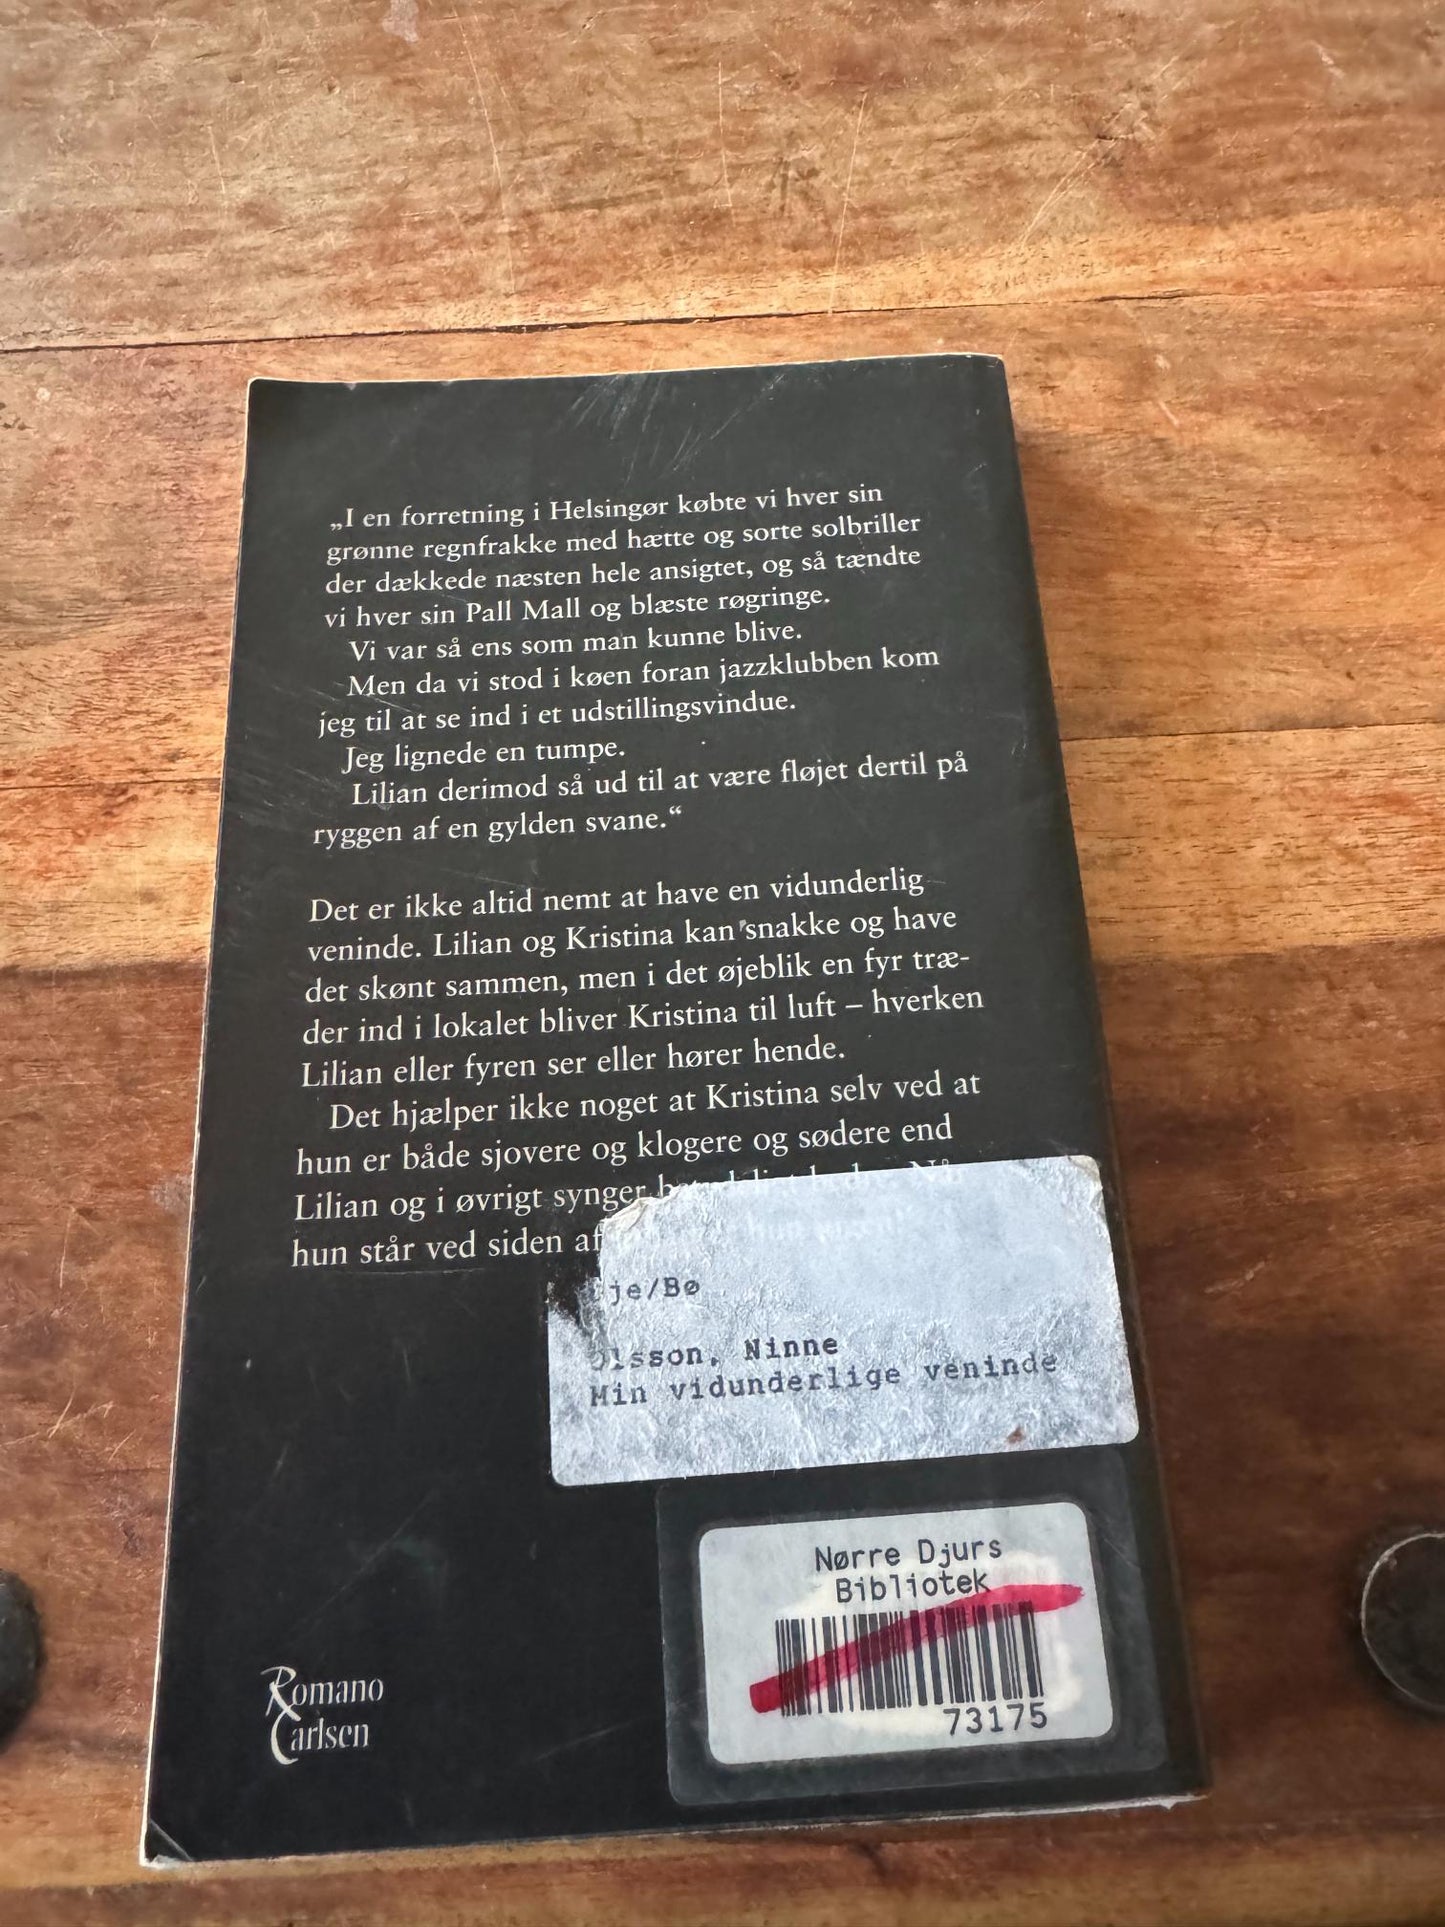 „I en forretning i Helsingør købte vi hver sin
grønne regnfrakke med hætte og sorte solbriller
der dækkede næsten hele ansigtet, og så tændte
vi hver sin Pall Mall og blæste røgringe.
Vi var så ens som man kunne blive.
Men da vi stod i køen foran jazzklubben kom
jeg til at se ind i et udstillingsvindue.
Jeg lignede en tumpe.
Lilian derimod så ud til at være fløjet dertil på
ryggen af en gylden svane.“
Det er ikke altid nemt at have en vidunderlig
veninde. Lilian og Kristina kan snakke og have
det skønt sammen, men i det øjeblik en fyr træ-
der ind i lokalet bliver Kristina til luft – hverken
Lilian eller fyren ser eller hører hende.
Det hjælper ikke noget at Kristina selv ved at
hun er både sjovere og klogere og sødere end
Lilian og i øvrigt synger
hun står ved siden af
je/Bø
Olsson, Ninne
Min vidunderlige veninde
Nørre Djurs
Bibliotek
73175
Romano
Carlsen